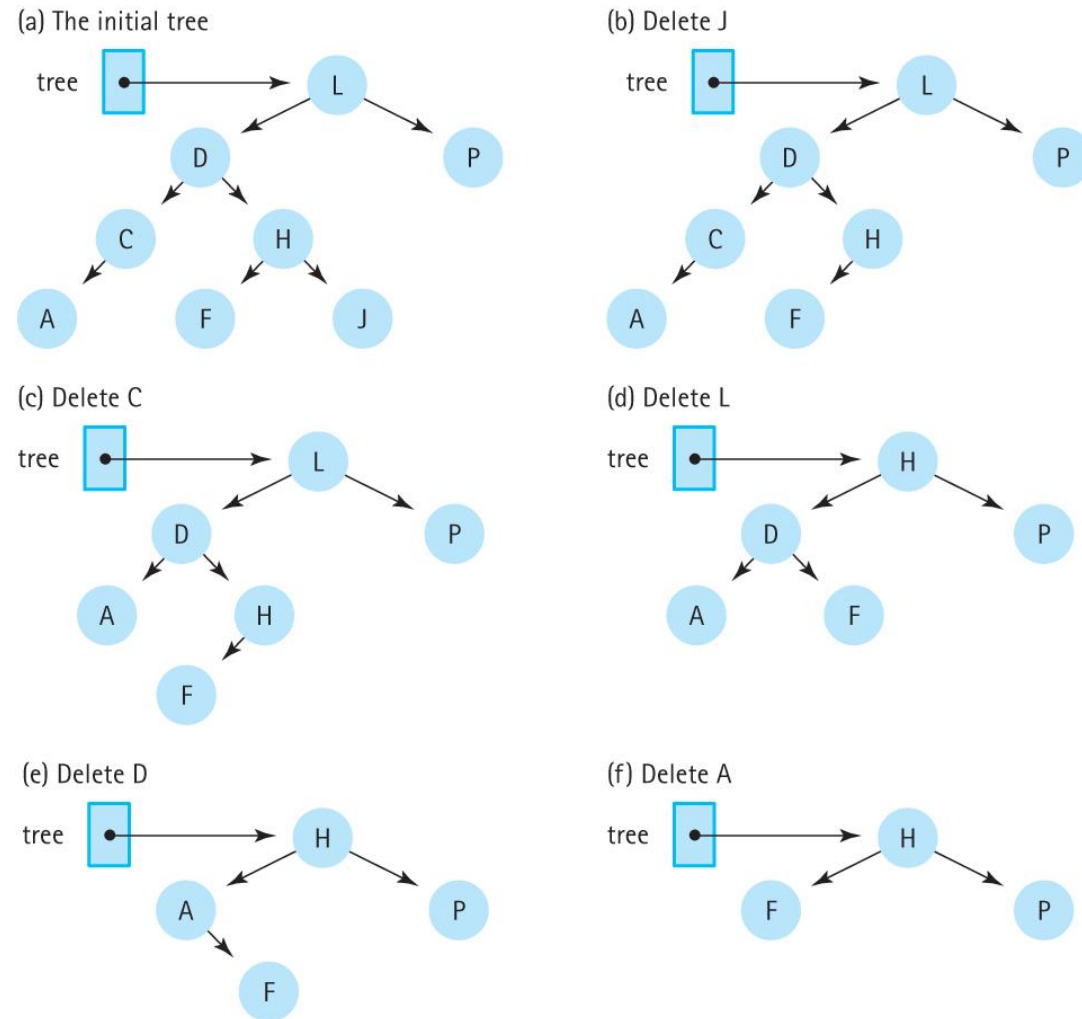 (a) The initial tree
tree
L
D
P
C
H
A
F
J
(b) Delete J
tree
L
D
P
C
H
A
F
(c) Delete C
tree
L
D
P
A
H
F
(d) Delete L
tree
H
D
P
A
F
(e) Delete D
tree
H
A
P
F
(f) Delete A
tree
H
F
P